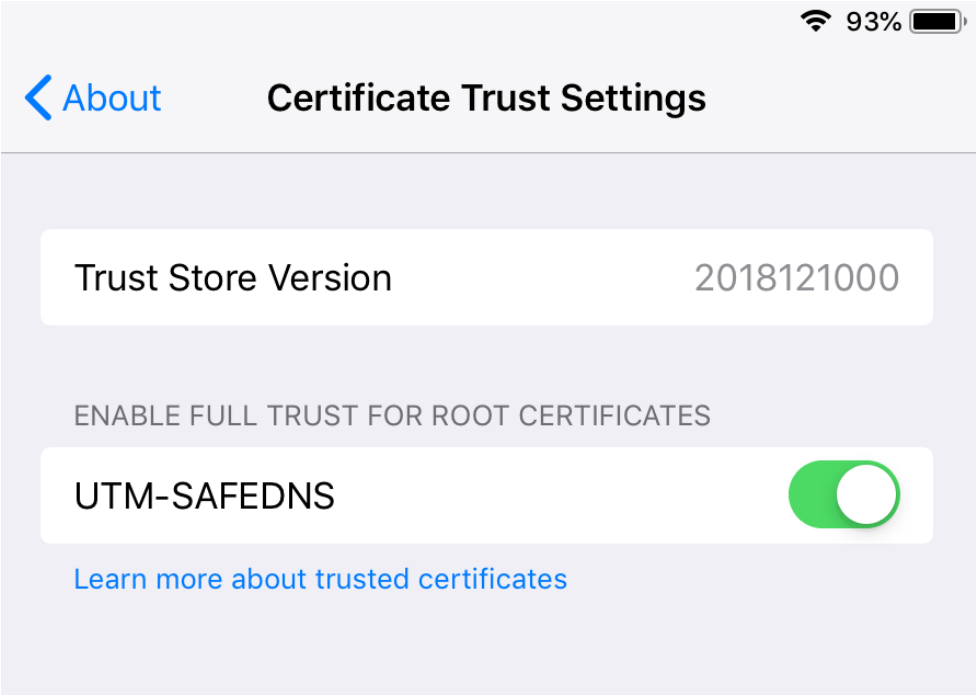 93%
About
Certificate Trust Settings
Trust Store Version 2018121000
ENABLE FULL TRUST FOR ROOT CERTIFICATES
UTM-SAFEDNS
Learn more about trusted certificates